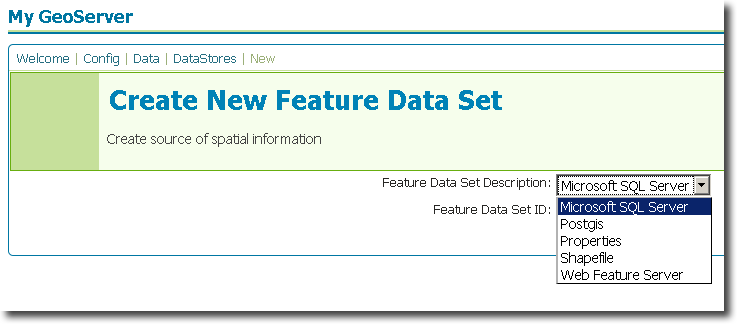 My GeoServer
Welcome | Config | Data | DataStores | New
Create New Feature Data Set
Create source of spatial information
Feature Data Set Description: Microsoft SQL Server
Feature Data Set ID: Microsoft SQL Server
Postgis
Properties
Shapefile
Web Feature Server